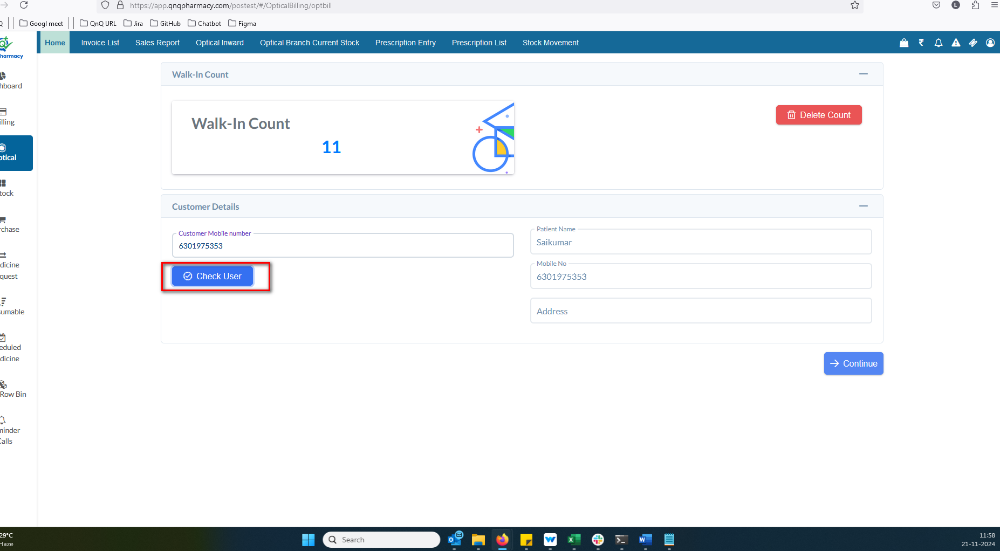 https://app.qnqpharmacy.com/postest/#/OpticalBilling/optbill
L
Q
Googl meet
QnQ URL
Jira
GitHub
Chatbot
Figma
harmacy
Home
Invoice List
Sales Report
Optical Inward
Optical Branch Current Stock
Prescription Entry
Prescription List
Stock Movement
hboard
illing
ptical
tock
rchase
dicine
quest
sumable
eduled
dicine
Row Bin
minder
Calls
Walk-In Count
Walk-In Count
11
Delete Count
Customer Details
Customer Mobile number
6301975353
Check User
Patient Name
Saikumar
Mobile No
6301975353
Address
Continue
29°C
Haze
Search
11:58
21-11-2024